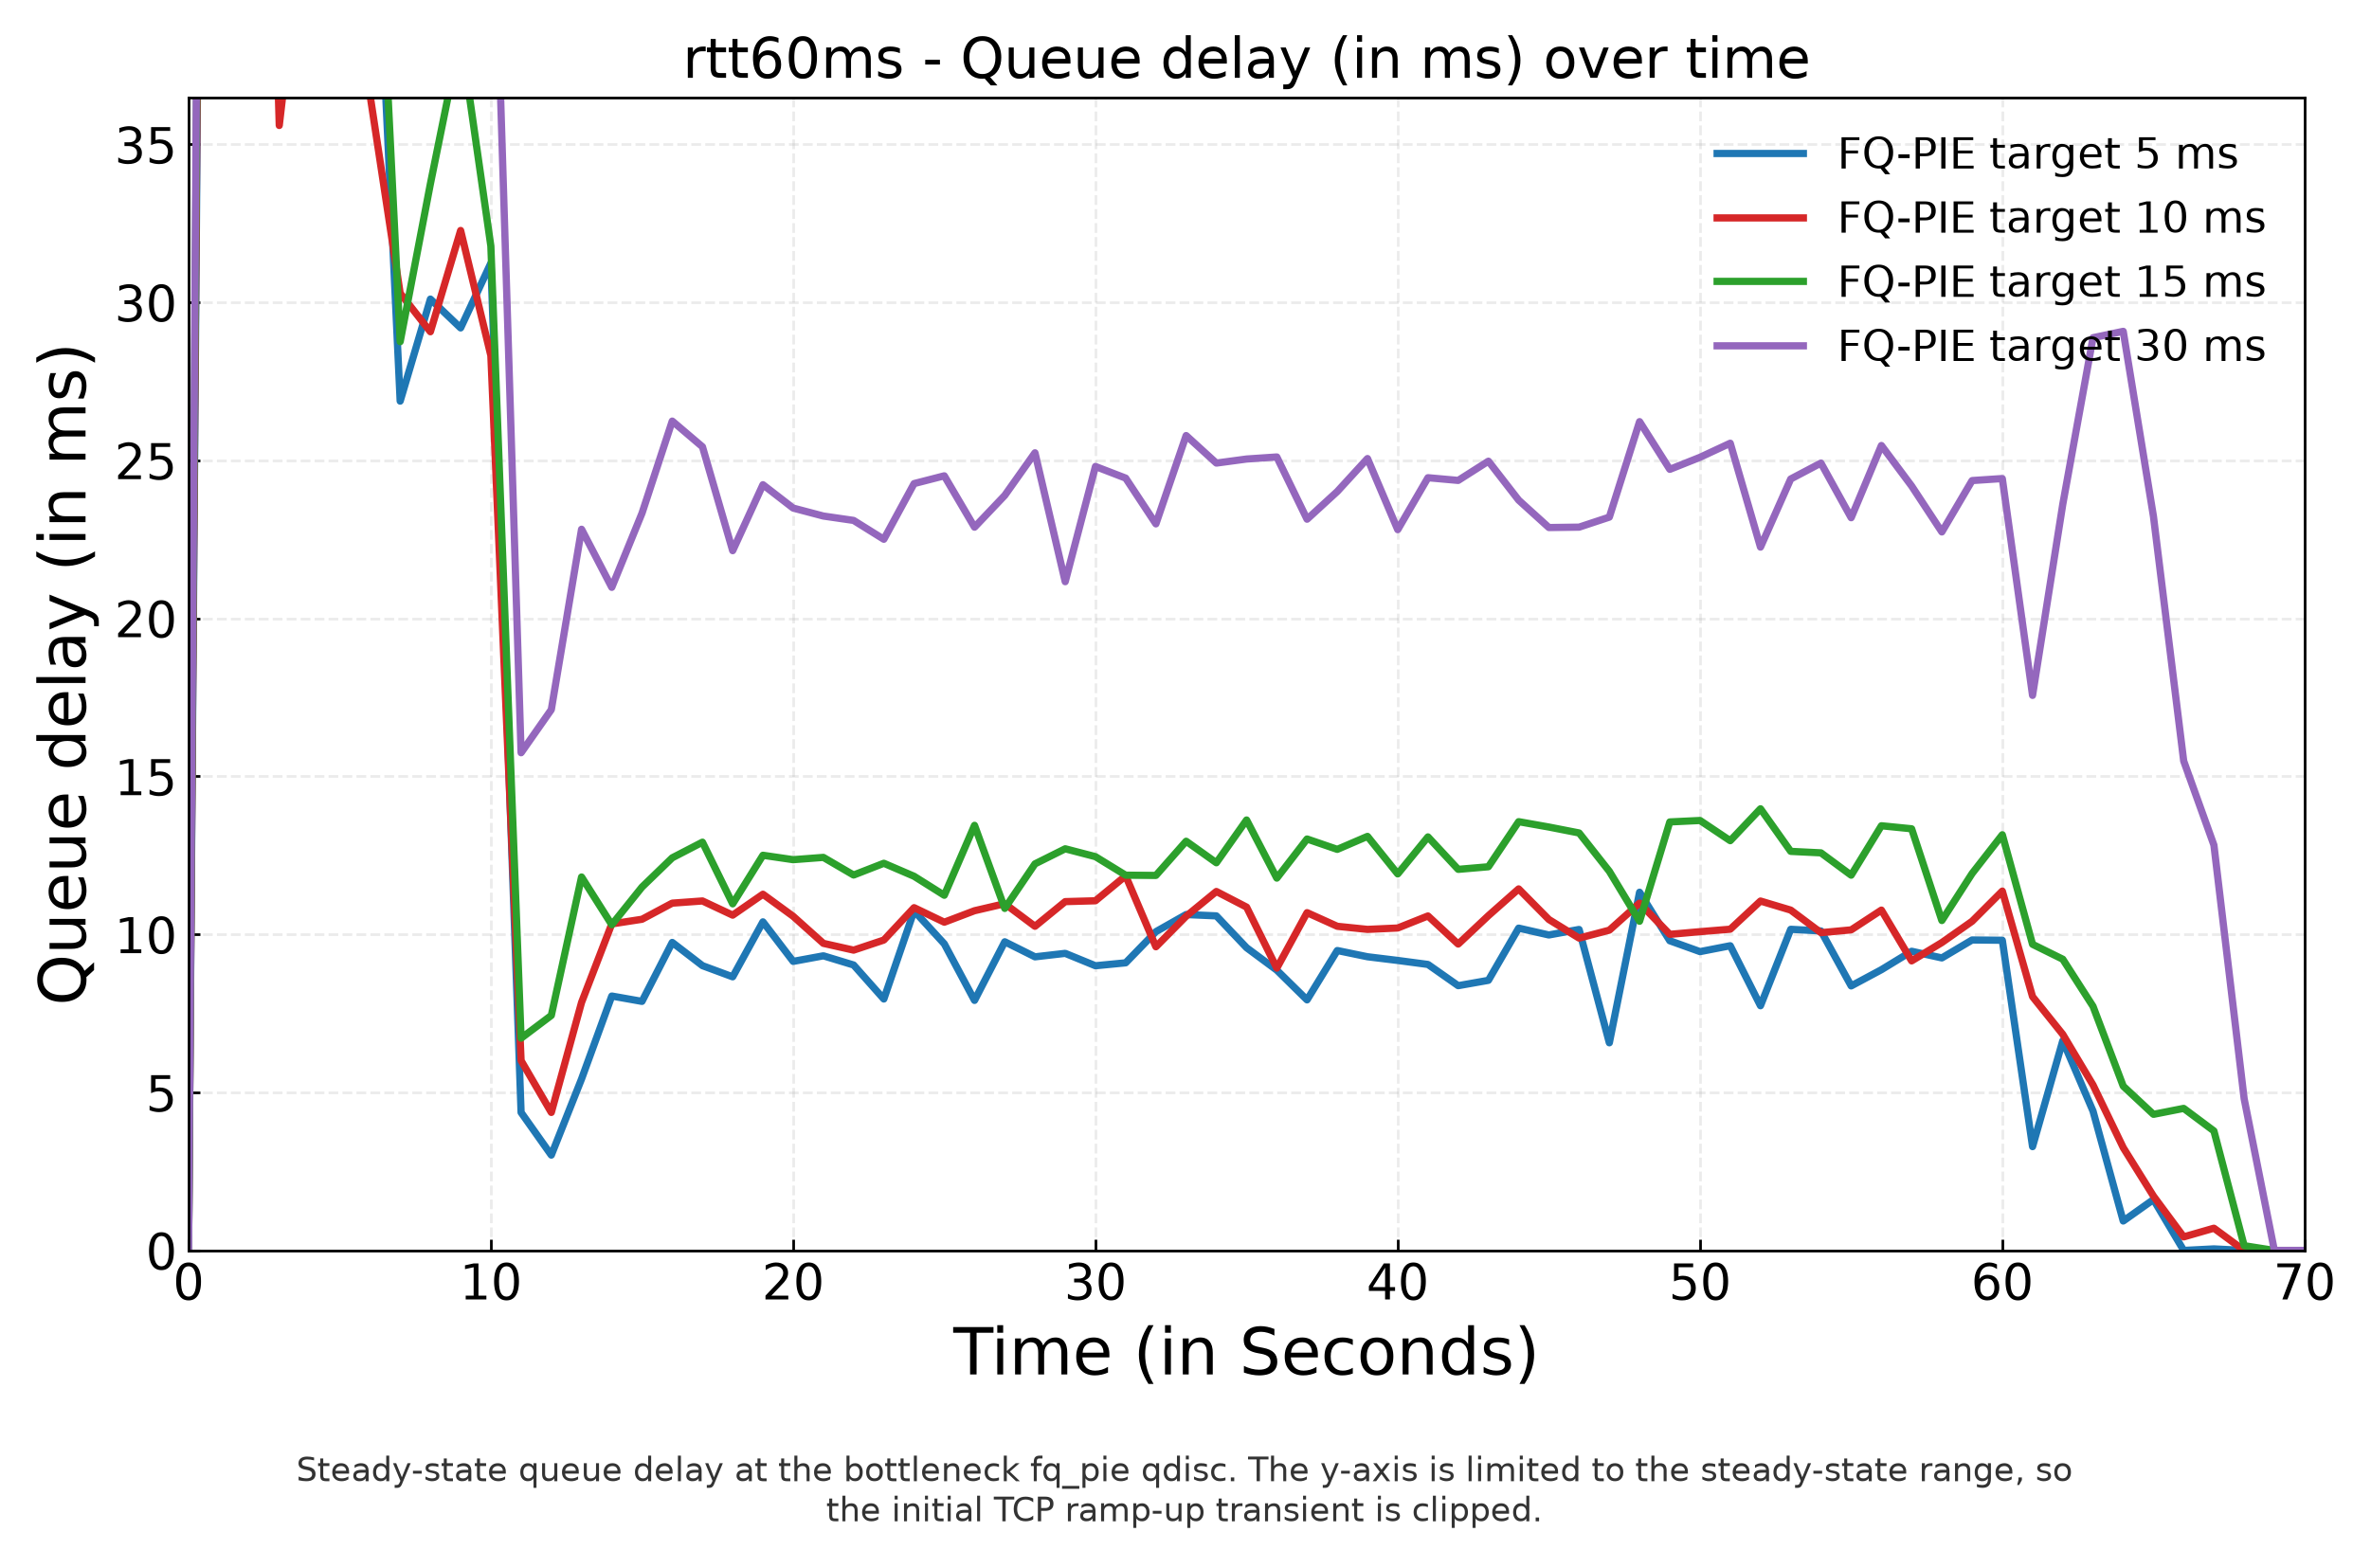 rtt60ms - Queue delay (in ms) over time
Queue delay (in ms)
35
30
25
20
15
10
5
0
FQ-PIE target 5 ms
FQ-PIE target 10 ms
FQ-PIE target 15 ms
FQ-PIE target 30 ms
0 10 20 30 40 50 60 70
Time (in Seconds)
Steady-state queue delay at the bottleneck fq_pie qdisc. The y-axis is limited to the steady-state range, so
the initial TCP ramp-up transient is clipped.